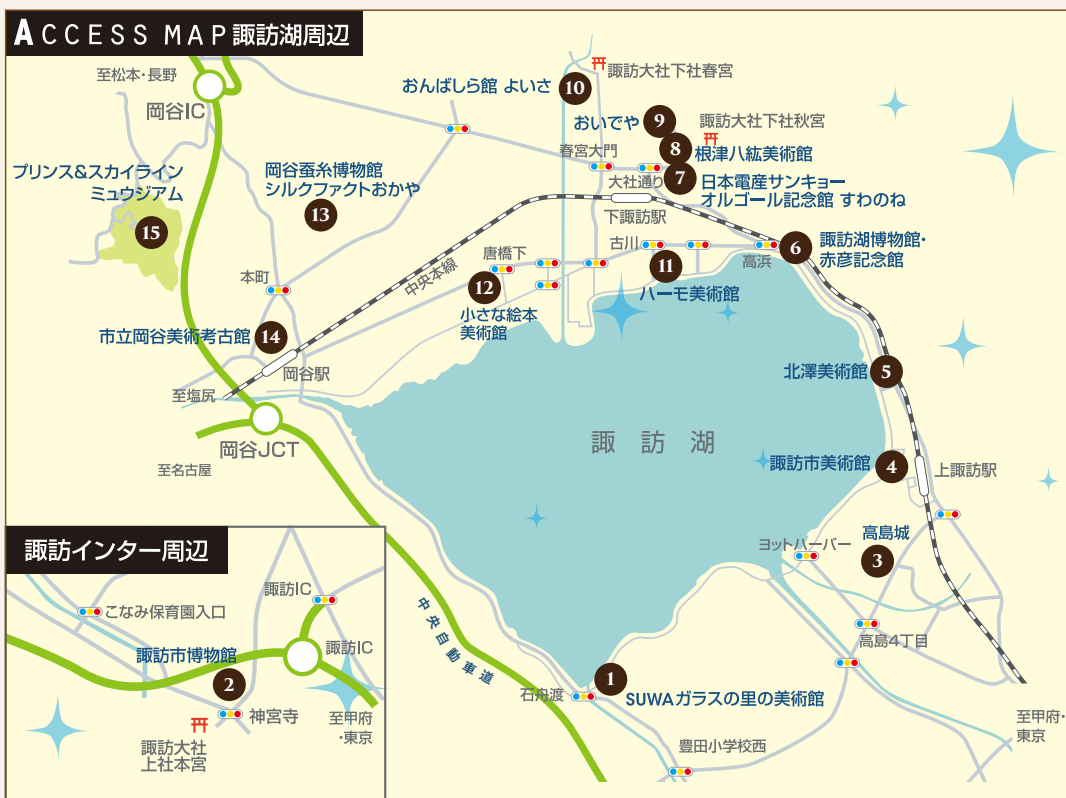 ACCESS MAP 諏訪湖周辺
至松本・長野
岡谷IC
おんばしら館 よいさ
10
諏訪大社下社春宮
おいでや
9
諏訪大社下社秋宮
8
根津八紘美術館
春宮大門
大社通り
7
日本電産サンキョー
オルゴール記念館 すわのね
プリンス&スカイライン
ミュウジアム
15
岡谷蚕糸博物館
シルクファクトおかや
13
下諏訪駅
古川
高浜
6
諏訪湖博物館・
赤彦記念館
唐橋下
中央本線
12
小さな絵本
美術館
11
ハーモ美術館
本町
市立岡谷美術考古館
14
岡谷駅
至塩尻
岡谷JCT
至名古屋
北澤美術館
5
諏訪湖
諏訪市美術館
4
上諏訪駅
高島城
3
ヨットハーバー
高島4丁目
中央自動車道
石舟渡
1
SUWAガラスの里の美術館
豊田小学校西
至甲府・
東京
諏訪インター周辺
こなみ保育園入口
諏訪IC
諏訪IC
諏訪市博物館
2
神宮寺
諏訪大社
上社本宮
至甲府
・東京